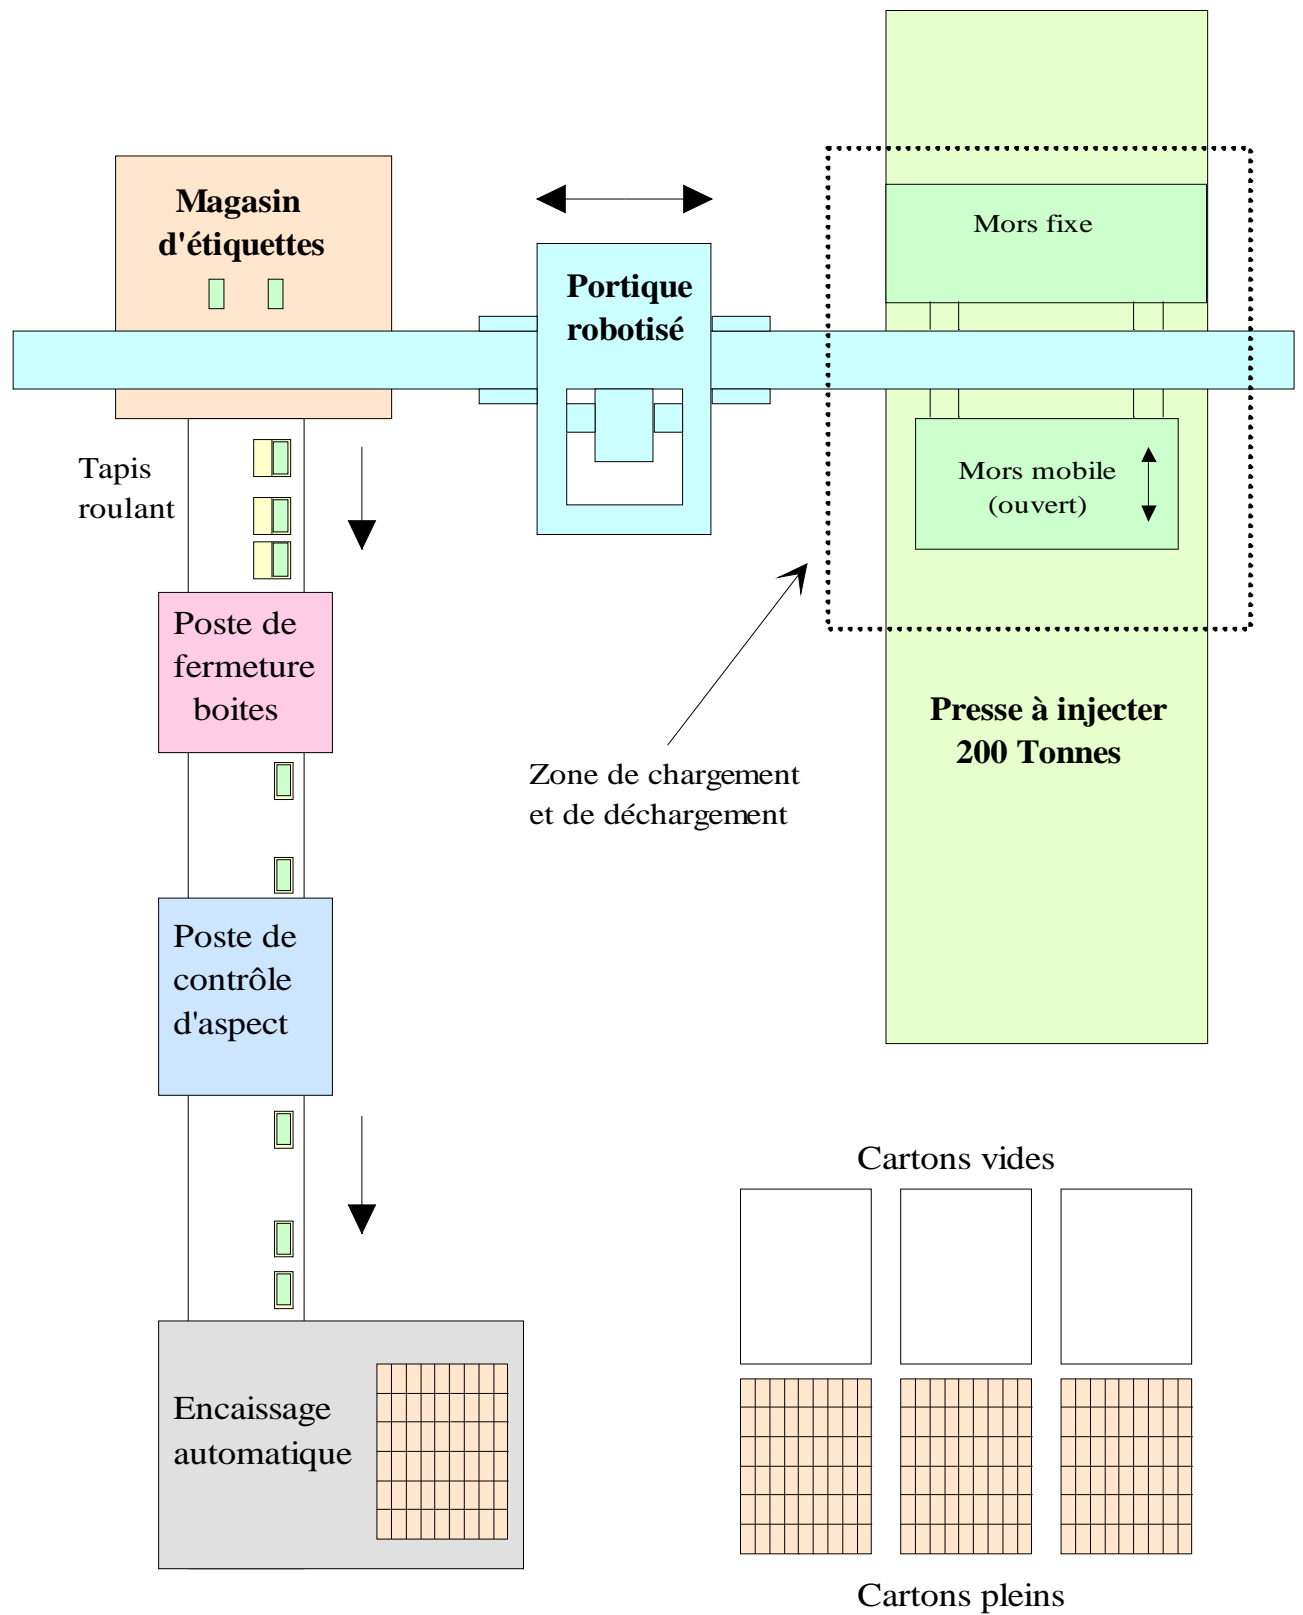 Magasin
d'étiquettes
Portique
robotisé
Mors fixe
Mors mobile
(ouvert)
Tapis
roulant
Poste de
fermeture
boites
Zone de chargement
et de déchargement
Presse à injecter
200 Tonnes
Poste de
contrôle
d'aspect
Cartons vides
Encaissage
automatique
Cartons pleins